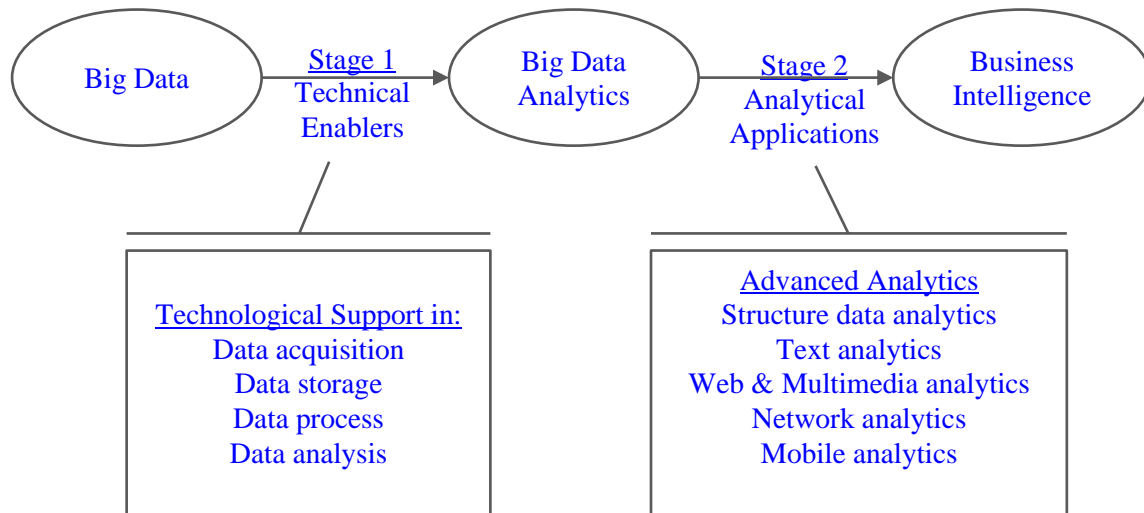 Big Data
Stage 1
Technical
Enablers
Big Data
Analytics
Stage 2
Analytical
Applications
Business
Intelligence
Technological Support in:
Data acquisition
Data storage
Data process
Data analysis
Advanced Analytics
Structure data analytics
Text analytics
Web & Multimedia analytics
Network analytics
Mobile analytics